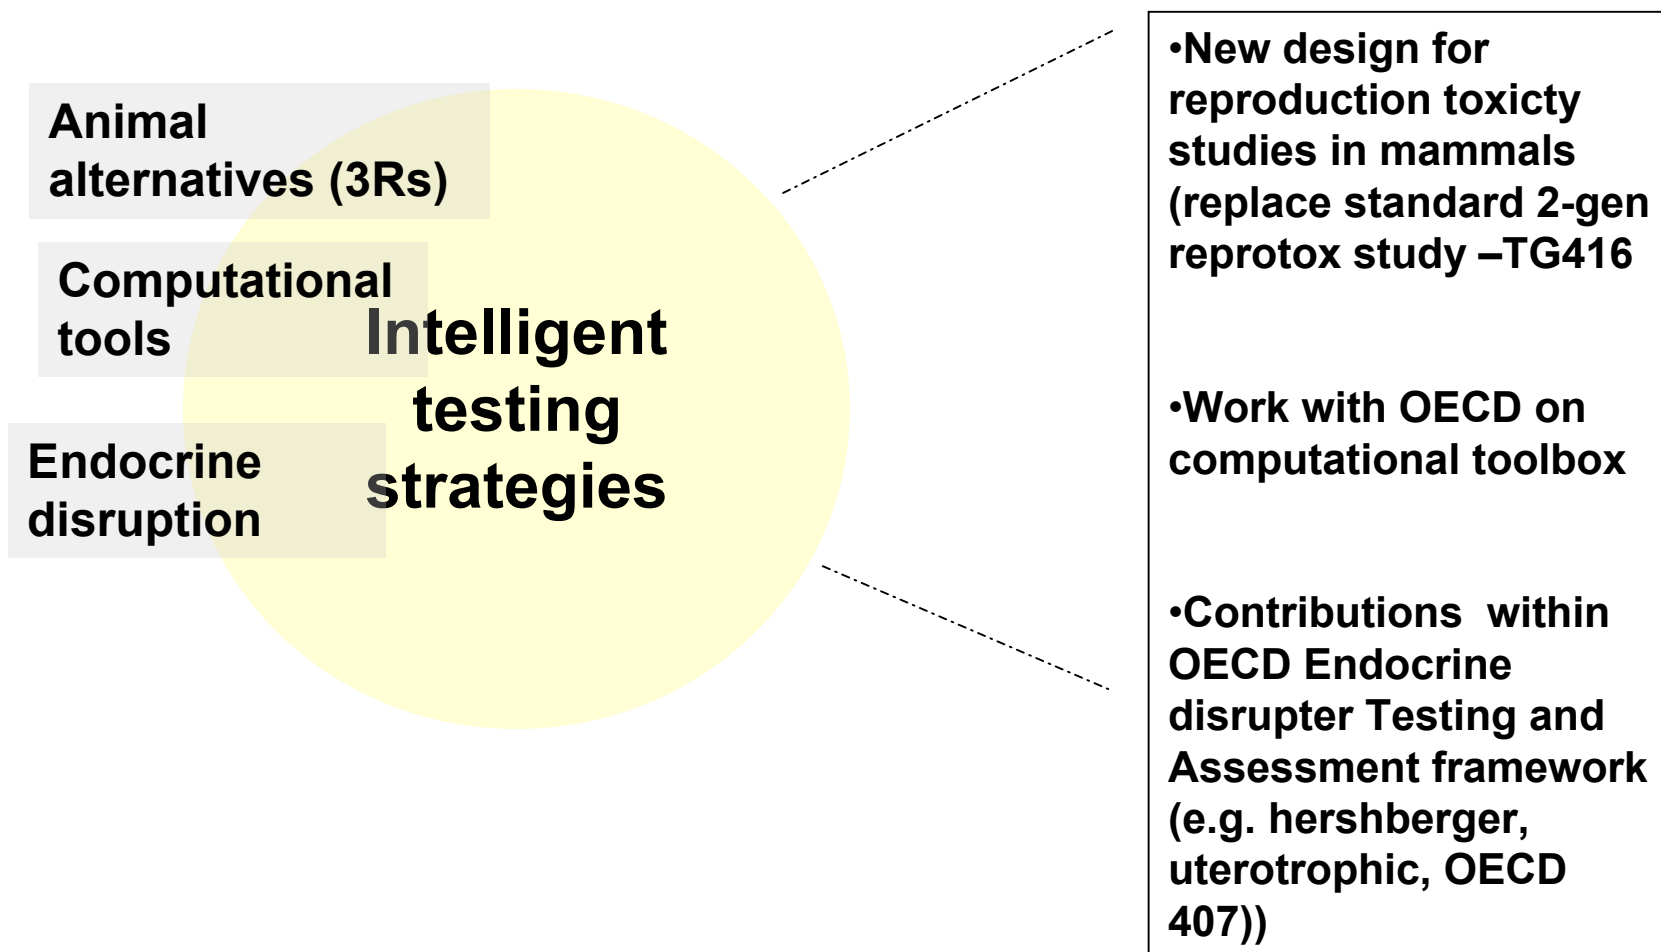 Animal
alternatives (3Rs)
Computational
tools
Endocrine
disruption
Intelligent
testing
strategies
•New design for
reproduction toxicty
studies in mammals
(replace standard 2-gen
reprotox study –TG416
•Work with OECD on
computational toolbox
•Contributions within
OECD Endocrine
disrupter Testing and
Assessment framework
(e.g. hershberger,
uterotrophic, OECD
407))